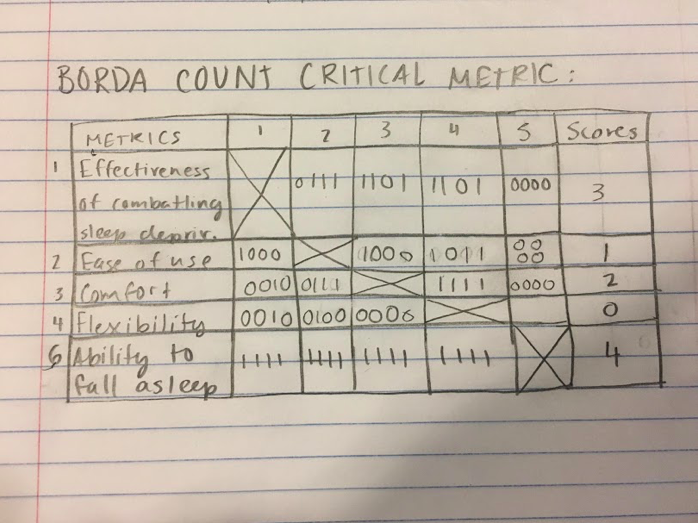 BORDA COUNT CRITICAL METRIC:
METRICS 1 2 3 4 5 Scores
1 Effectiveness
of combatting
sleep depriv. 0111 1101 1101 0000 3
2 Ease of use 1000 1000 1011 00
00 1
3 Comfort 0010 0111 1111 0000 2
4 Flexibility 0010 0100 0000 0
5 Ability to
fall asleep 1111 1111 1111 1111 4